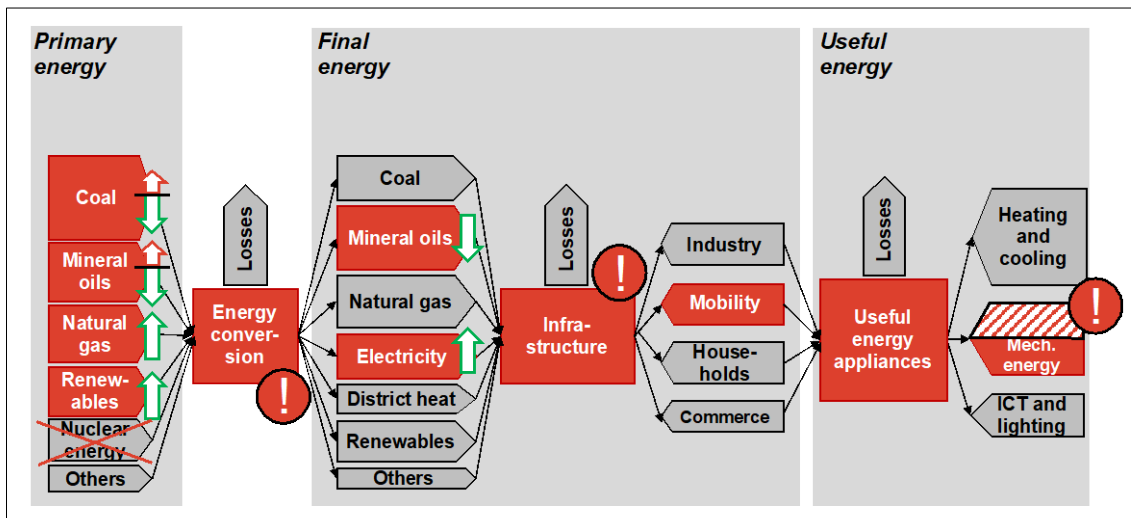 Primary
energy
Final
energy
Useful
energy
Coal
Mineral
oils
Natural
gas
Renew-
ables
Nuclear
energy
Others
Losses
Energy
conver-
sion
!
Coal
Mineral oils
Natural gas
Electricity
District heat
Renewables
Others
Losses
!
Infra-
structure
Industry
Mobility
House-
holds
Commerce
Losses
Useful
energy
appliances
Heating
and
cooling
!
Mech.
energy
ICT and
lighting